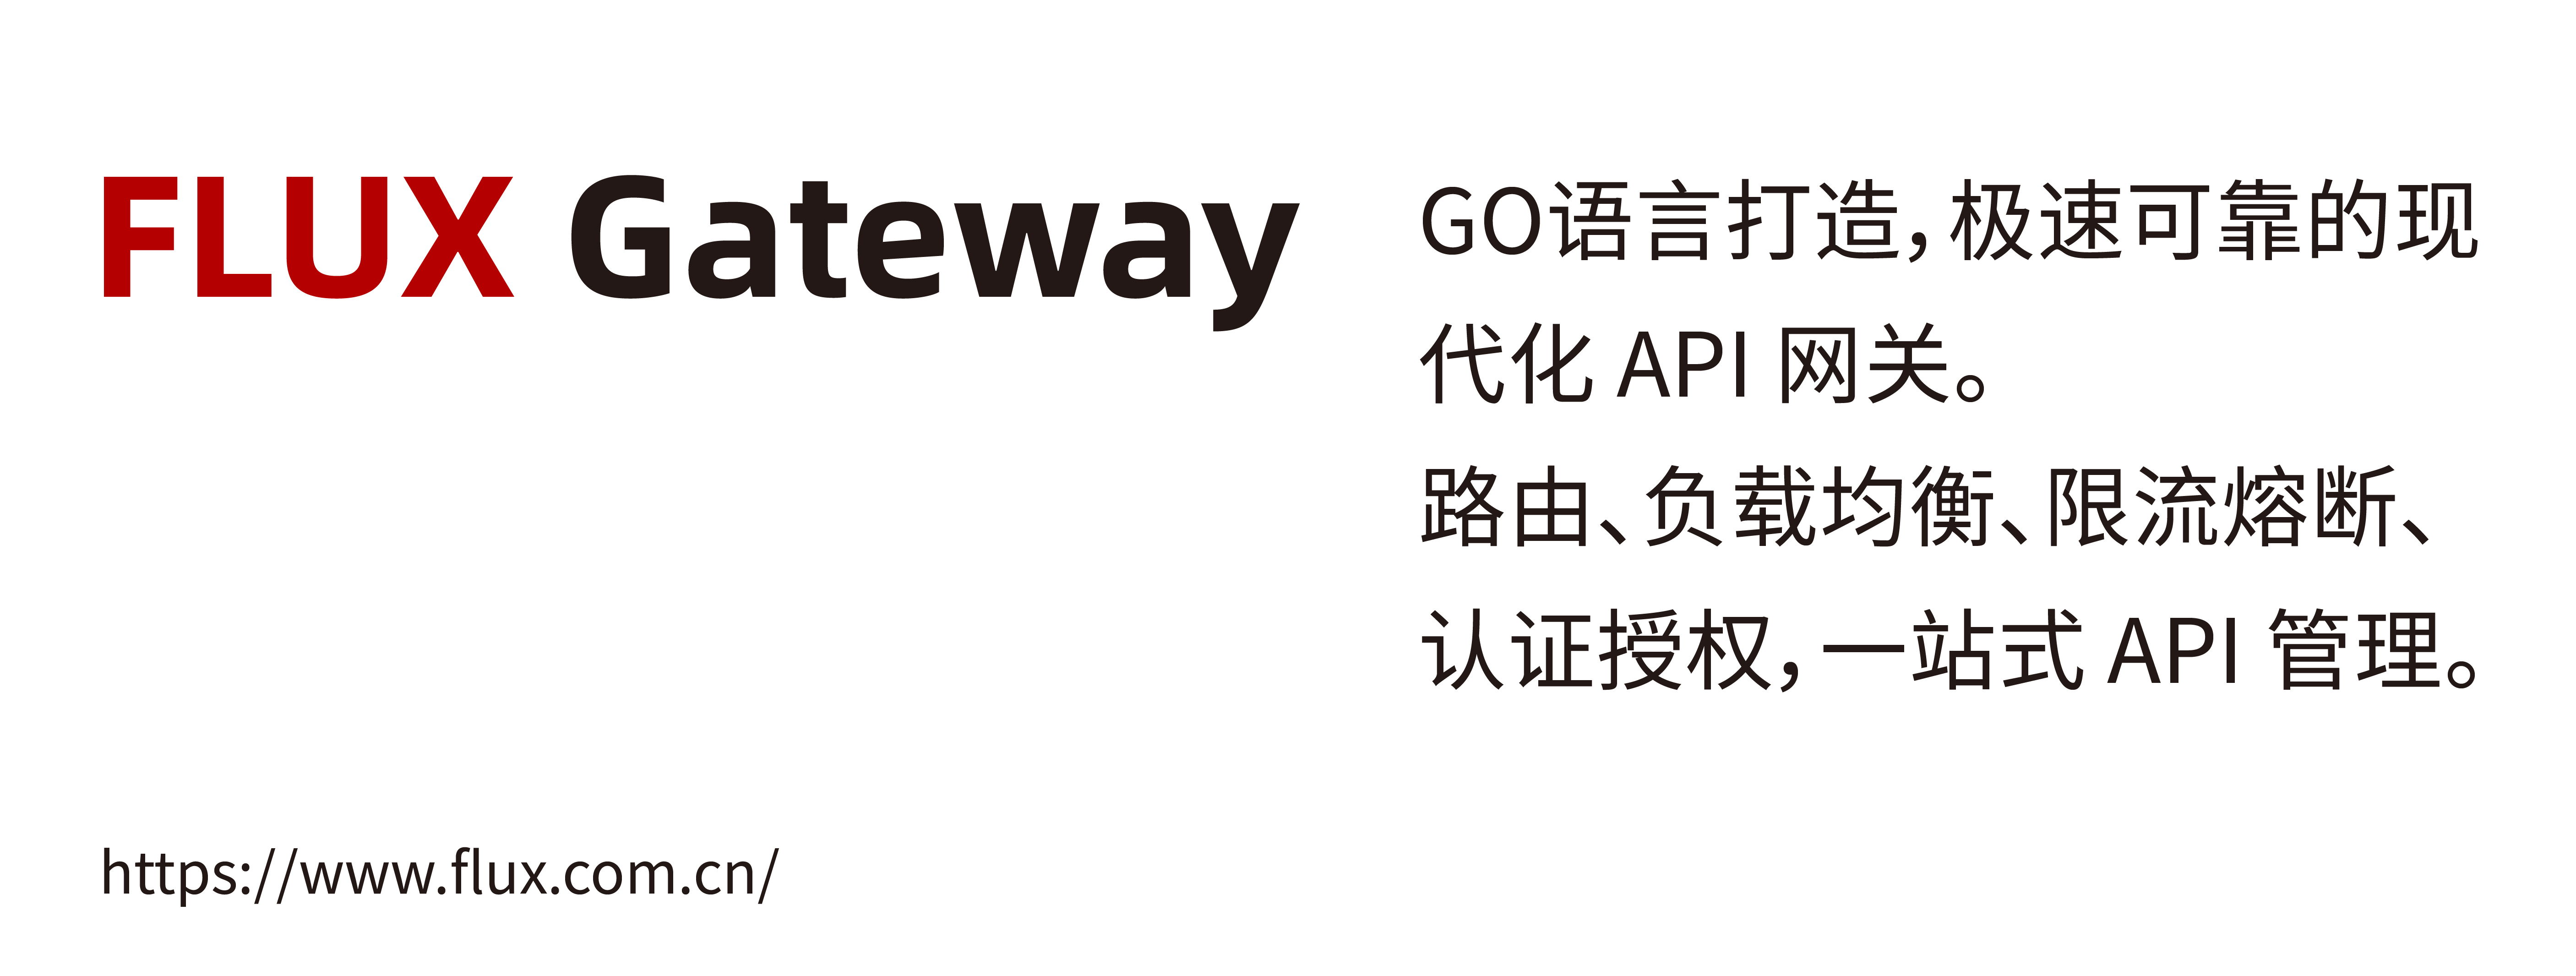 FLUX Gateway
GO语言打造，极速可靠的现
代化 API 网关。
路由、负载均衡、限流熔断、
认证授权，一站式 API 管理。
https://www.flux.com.cn/